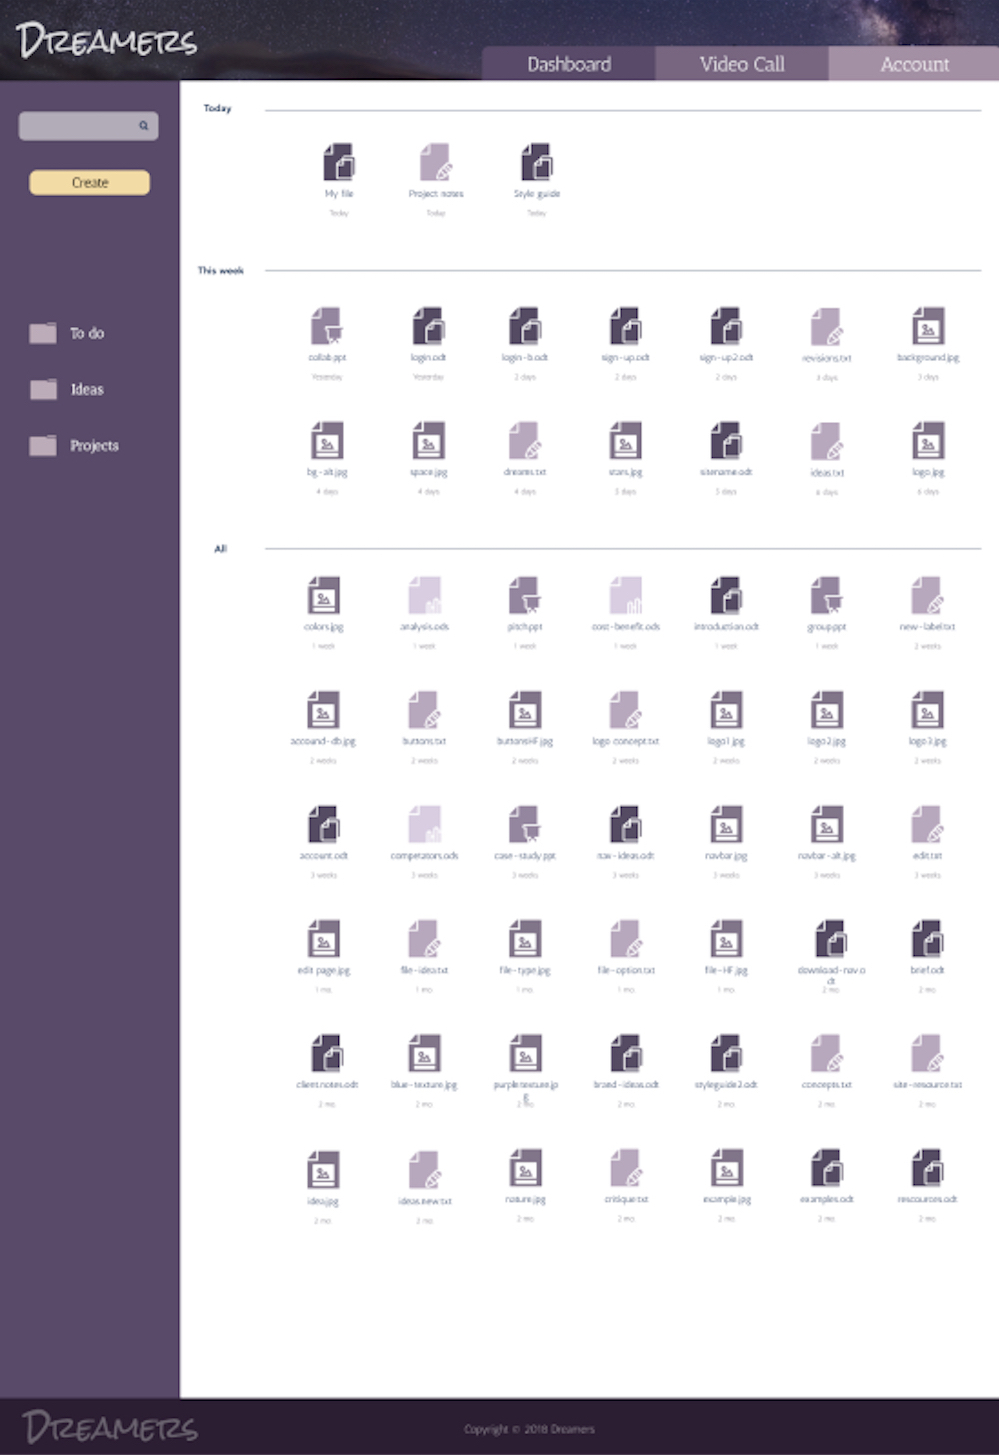 DREAMERS
Dashboard
Video Call
Account
Create
To do
Ideas
Projects
Today
My file
Project notes
Style guide
Today
Today
Today
This week
collab.ppt
login.odt
login-b.odt
sign-up.odt
sign-up2.odt
revisions.txt
background.jpg
Yesterday
Yesterday
2 days
2 days
2 days
3 days
3 days
bg-alt.jpg
space.jpg
dreams.txt
stars.jpg
sitename.odt
ideas.txt
logo.jpg
4 days
4 days
4 days
5 days
5 days
6 days
6 days
All
colors.jpg
analysis.ods
pitch.ppt
cost-benefit.ods
introduction.odt
group.ppt
new-label.txt
1 week
1 week
1 week
1 week
1 week
1 week
2 weeks
accound-db.jpg
buttons.txt
buttonsHF.jpg
logo concept.txt
logo1.jpg
logo2.jpg
logo3.jpg
2 weeks
2 weeks
2 weeks
2 weeks
2 weeks
2 weeks
2 weeks
account.odt
competators.ods
case-study.ppt
nav-ideas.odt
navbar.jpg
navbar-alt.jpg
edit.txt
3 weeks
3 weeks
3 weeks
3 weeks
3 weeks
3 weeks
3 weeks
edit page.jpg
file-idea.txt
file-type.jpg
file-option.txt
file-HF.jpg
download-nav.o
dt
brief.odt
1 mo.
1 mo.
1 mo.
1 mo.
1 mo.
2 mo.
2 mo.
client.notes.odt
blue-texture.jpg
purple.texture.jp
g
brand-ideas.odt
styleguide2.odt
concepts.txt
site-resource.txt
2 mo.
2 mo.
2 mo.
2 mo.
2 mo.
2 mo.
2 mo.
idea.jpg
ideas.new.txt
nature.jpg
critique.txt
example.jpg
examples.odt
rescources.odt
2 mo.
2 mo.
2 mo.
2 mo.
2 mo.
2 mo.
2 mo.
DREAMERS
Copyright © 2018 Dreamers